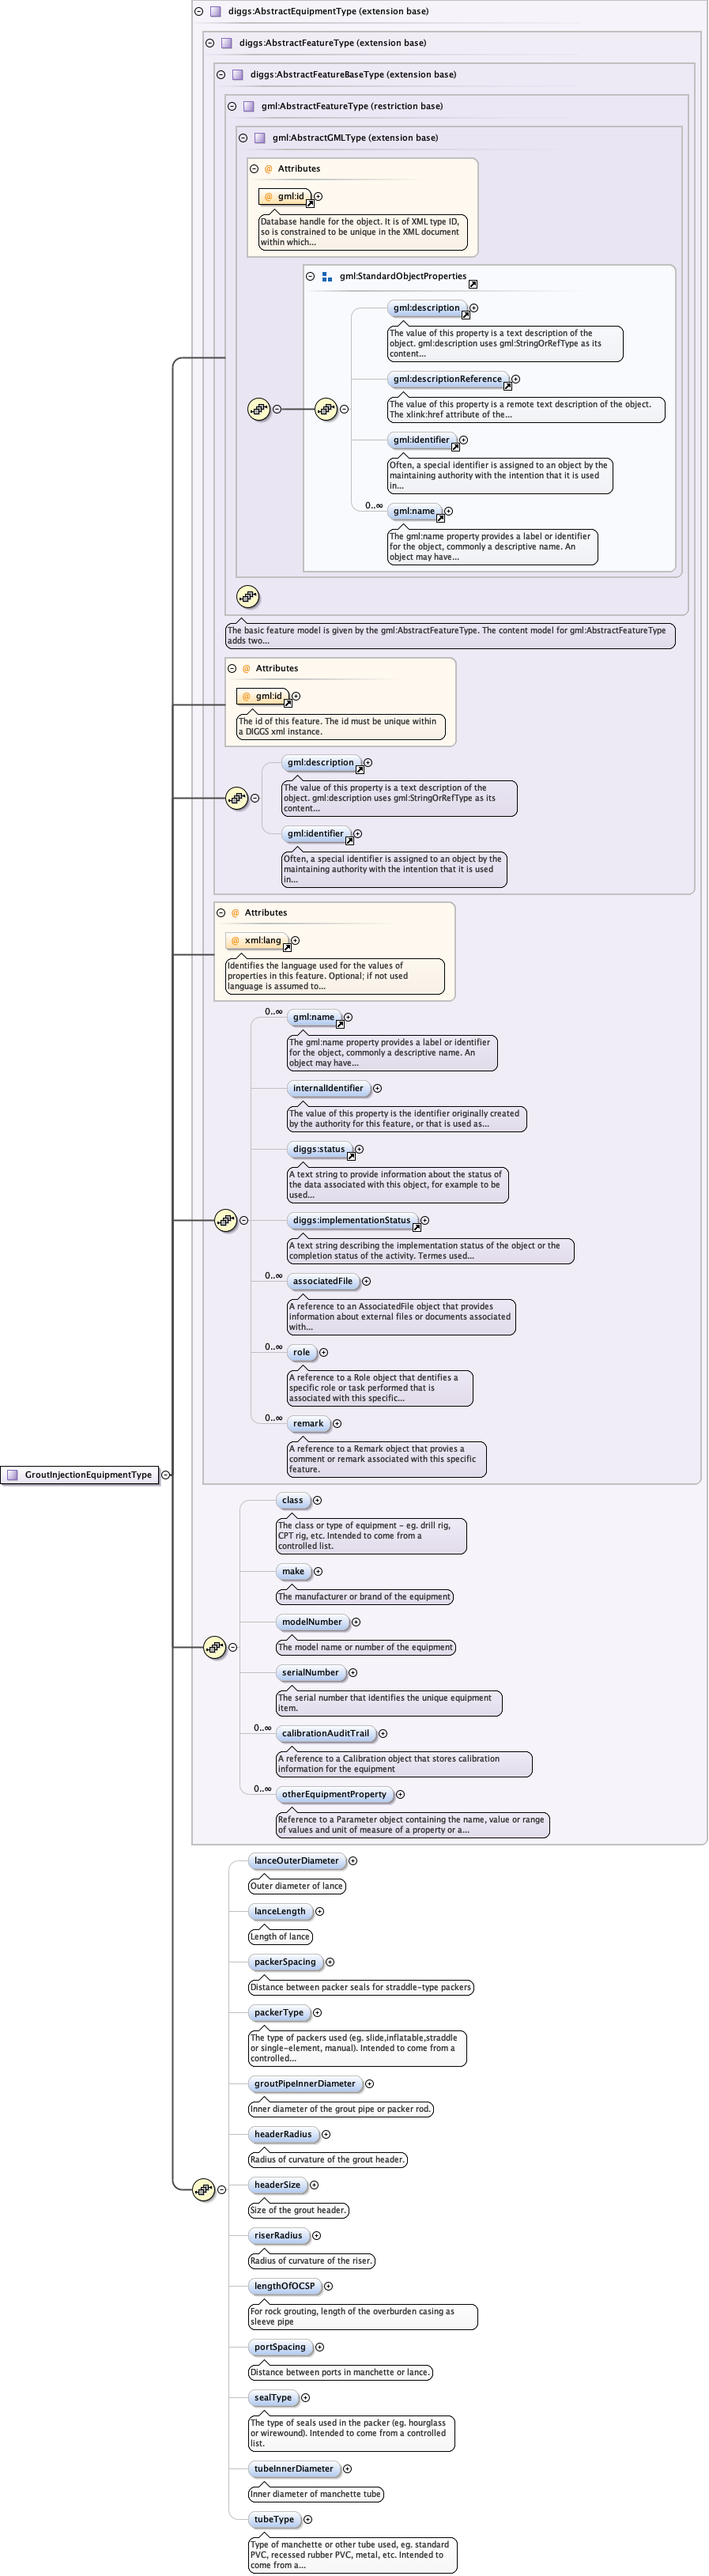 diggs:AbstractEquipmentType (extension base)
diggs:AbstractFeatureType (extension base)
diggs:AbstractFeatureBaseType (extension base)
gml:AbstractFeatureType (restriction base)
gml:AbstractGMLType (extension base)
@ Attributes
@ gml:id
Database handle for the object. It is of XML type ID,
so is constrained to be unique in the XML document
within which...
gml:StandardObjectProperties
gml:description
The value of this property is a text description of the
object. gml:description uses gml:StringOrRefType as its
content...
gml:descriptionReference
The value of this property is a remote text description of the object.
The xlink:href attribute of the...
gml:identifier
Often, a special identifier is assigned to an object by the
maintaining authority with the intention that it is used
in...
0..∞
gml:name
The gml:name property provides a label or identifier
for the object, commonly a descriptive name. An
object may have...
The basic feature model is given by the gml:AbstractFeatureType. The content model for gml:AbstractFeatureType
adds two...
@ Attributes
@ gml:id
The id of this feature. The id must be unique within
a DIGGS xml instance.
gml:description
The value of this property is a text description of the
object. gml:description uses gml:StringOrRefType as its
content...
gml:identifier
Often, a special identifier is assigned to an object by the
maintaining authority with the intention that it is used
in...
@ Attributes
@ xml:lang
Identifies the language used for the values of
properties in this feature. Optional; if not used
language is assumed to...
0..∞
gml:name
The gml:name property provides a label or identifier
for the object, commonly a descriptive name. An
object may have...
internalIdentifier
The value of this property is the identifier originally created
by the authority for this feature, or that is used as...
diggs:status
A text string to provide information about the status of
the data associated with this object, for example to be
used...
diggs:implementationStatus
A text string describing the implementation status of the object or the
completion status of the activity. Termes used...
0..∞
associatedFile
A reference to an AssociatedFile object that provides
information about external files or documents associated
with...
0..∞
role
A reference to a Role object that dentifies a
specific role or task performed that is
associated with this specific...
0..∞
remark
A reference to a Remark object that provies a
comment or remark associated with this specific
feature.
GroutInjectionEquipmentType
class
The class or type of equipment - eg. drill rig,
CPT rig, etc. Intended to come from a
controlled list.
make
The manufacturer or brand of the equipment
modelNumber
The model name or number of the equipment
serialNumber
The serial number that identifies the unique equipment
item.
0..∞
calibrationAuditTrail
A reference to a Calibration object that stores calibration
information for the equipment
0..∞
otherEquipmentProperty
Reference to a Parameter object containing the name, value or range
of values and unit of measure of a property or a...
lanceOuterDiameter
Outer diameter of lance
lanceLength
Length of lance
packerSpacing
Distance between packer seals for straddle-type packers
packerType
The type of packers used (eg. slide,inflatable,straddle
or single-element, manual). Intended to come from a
controlled...
groutPipeInnerDiameter
Inner diameter of the grout pipe or packer rod.
headerRadius
Radius of curvature of the grout header.
headerSize
Size of the grout header.
riserRadius
Radius of curvature of the riser.
lengthOfOCSP
For rock grouting, length of the overburden casing as
sleeve pipe
portSpacing
Distance between ports in manchette or lance.
sealType
The type of seals used in the packer (eg. hourglass
or wirewound). Intended to come from a controlled
list.
tubeInnerDiameter
Inner diameter of manchette tube
tubeType
Type of manchette or other tube used, eg. standard
PVC, recessed rubber PVC, metal, etc. Intended to
come from a...